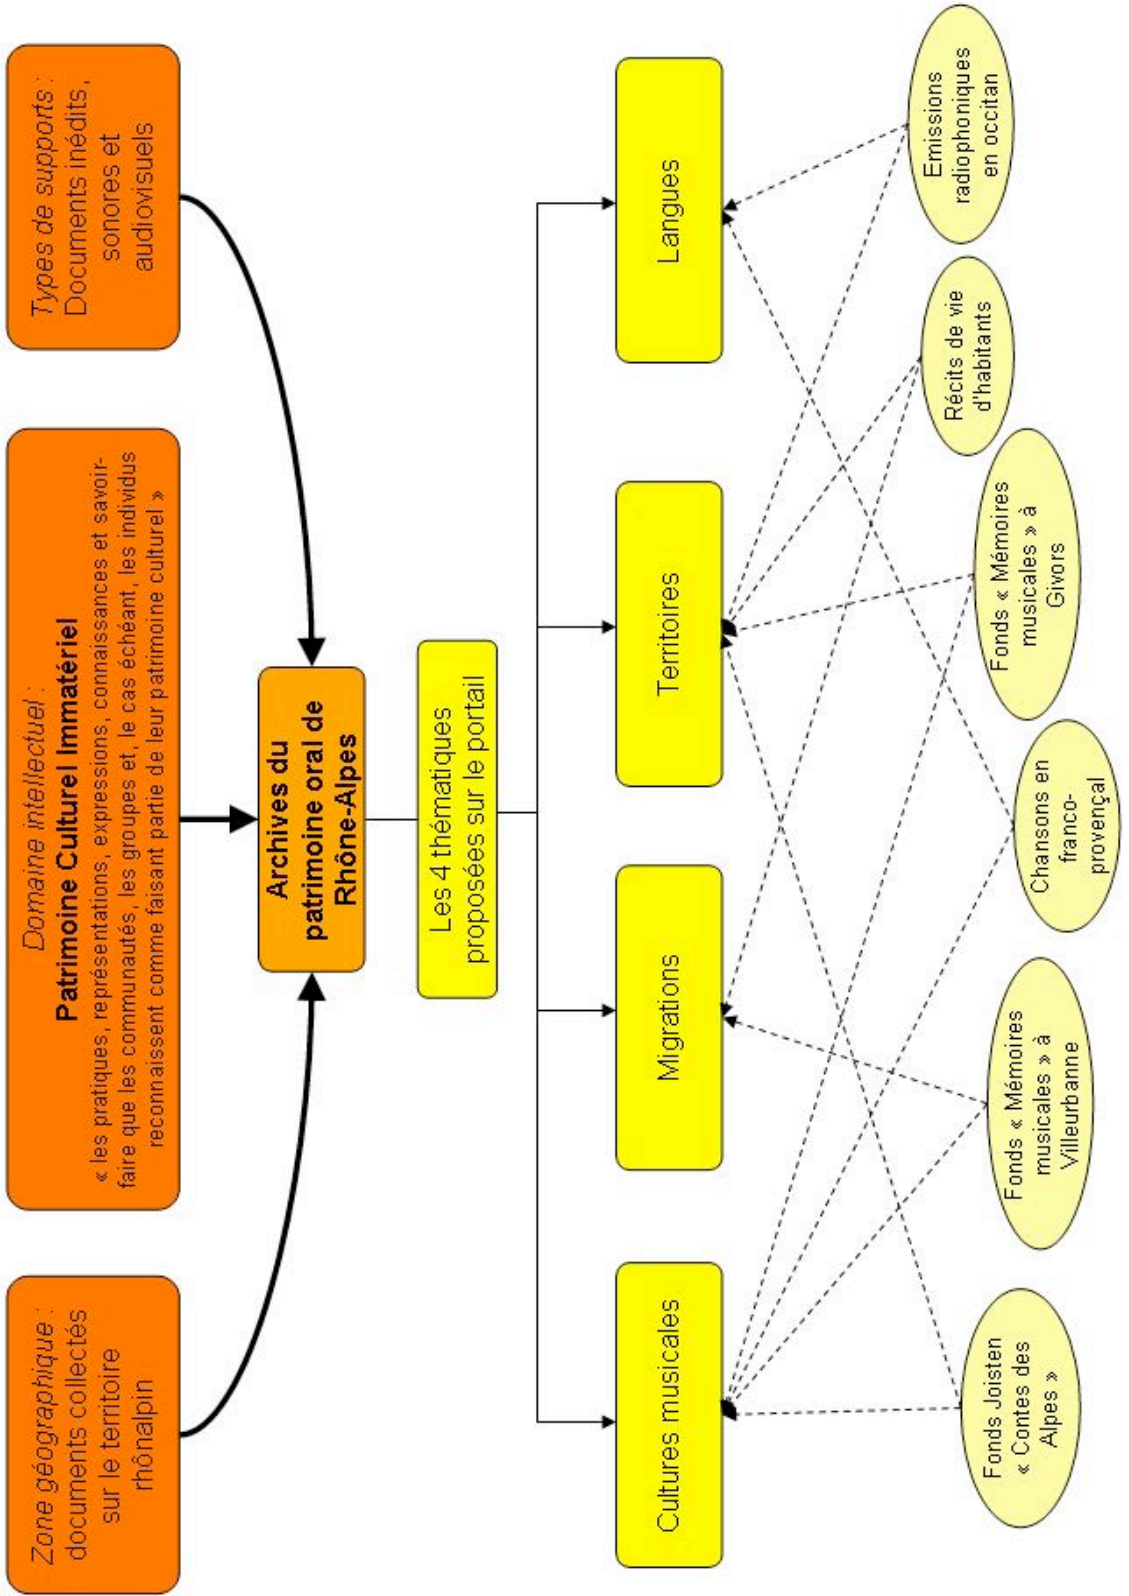 Zone géographique :
documents collectés
sur le territoire
rhônalpin
Domaine intellectuel :
Patrimoine Culturel Immatériel
« les pratiques, représentations, expressions, connaissances et savoir-
faire que les communautés, les groupes et, le cas échéant, les individus
reconnaissent comme faisant partie de leur patrimoine culturel »
Types de supports :
Documents inédits,
sonores et
audiovisuels
Archives du
patrimoine oral de
Rhône-Alpes
Les 4 thématiques
proposées sur le portail
Cultures musicales
Migrations
Territoires
Langues
Fonds Joisten
« Contes des
Alpes »
Fonds « Mémoires
musicales » à
Villeurbanne
Chansons en
franco-
provençal
Fonds « Mémoires
musicales » à
Givors
Récits de vie
d'habitants
Emissions
radiophoniques
en occitan